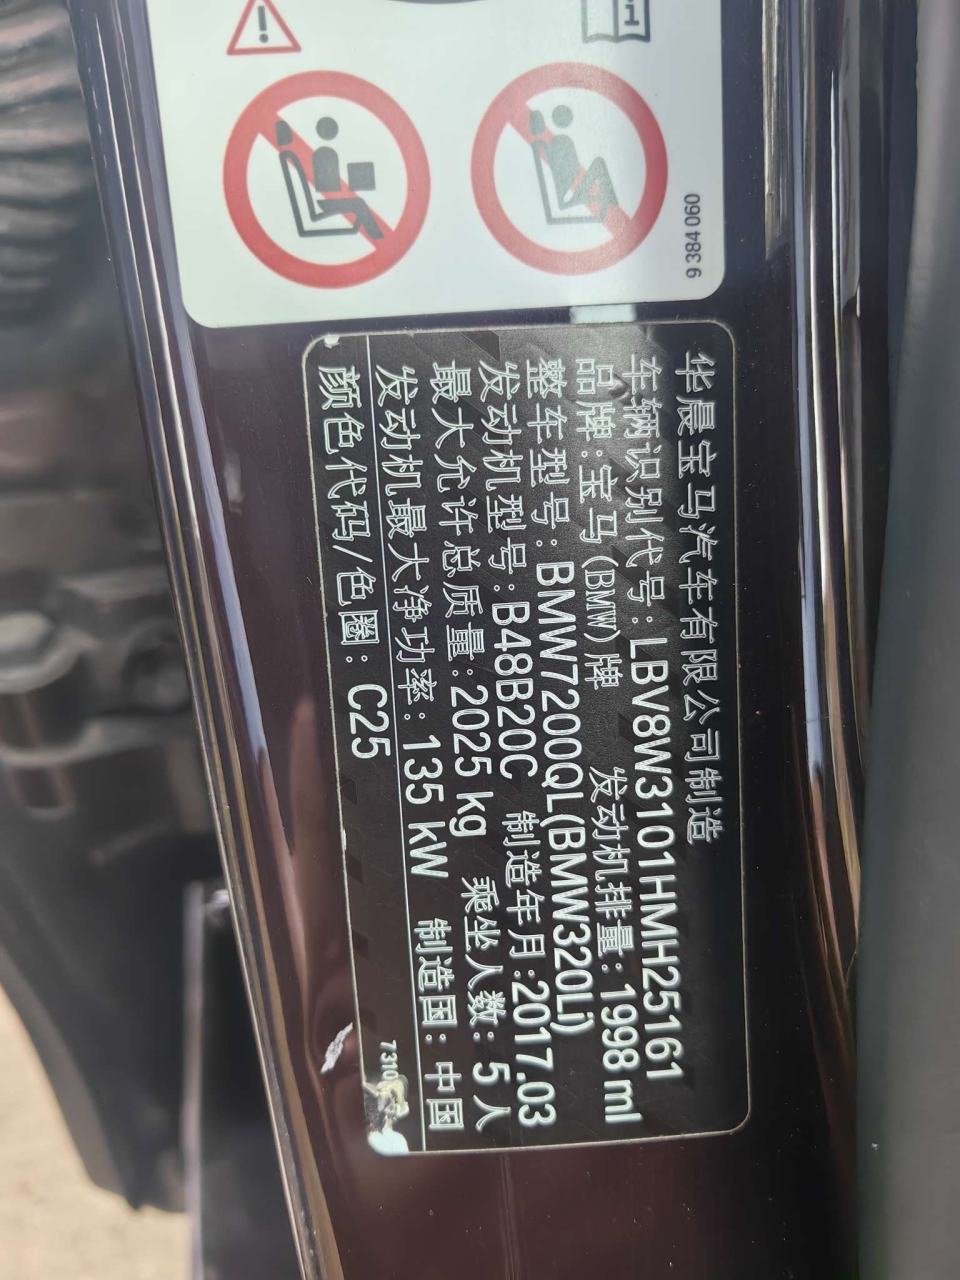 9 384 060
华晨宝马汽车有限公司制造
车辆识别代号:LBV8W3101HMH25161
品牌:宝马(BMW)牌 发动机排量:1998 ml
整车型号:BMW7200QL(BMW320Li)
发动机型号:B48B20C 制造年月:2017.03
最大允许总质量:2025 kg 乘坐人数:5人
发动机最大净功率:135 kW 制造国:中国
颜色代码/色圈:C25